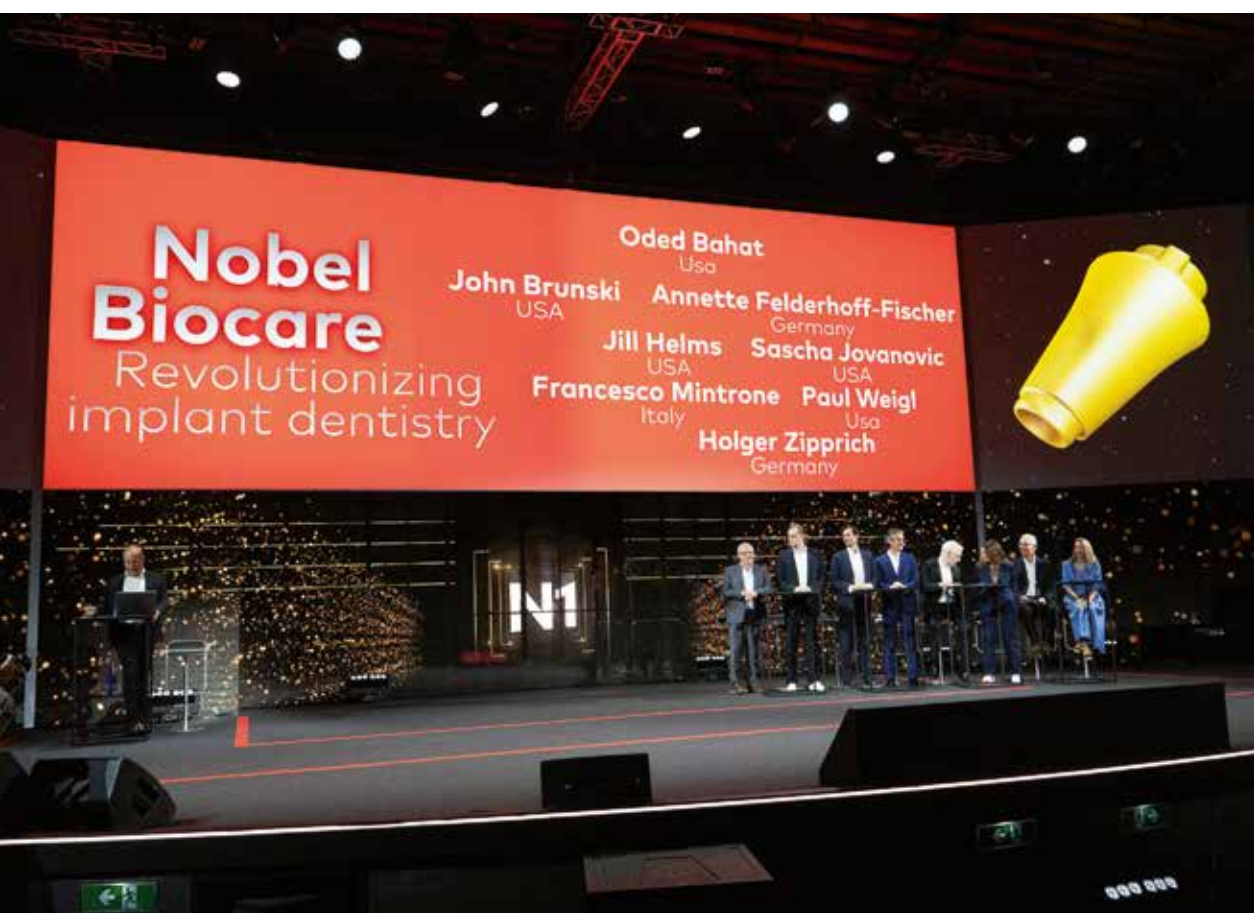 Nobel
Biocare
Revolutionizing
implant dentistry
Oded Bahat
Usa
John Brunski
USA
Annette Felderhoff-Fischer
Germany
Jill Helms
USA
Sascha Jovanovic
USA
Francesco Mintrone
Italy
Paul Weigl
Usa
Holger Zipprich
Germany
N1